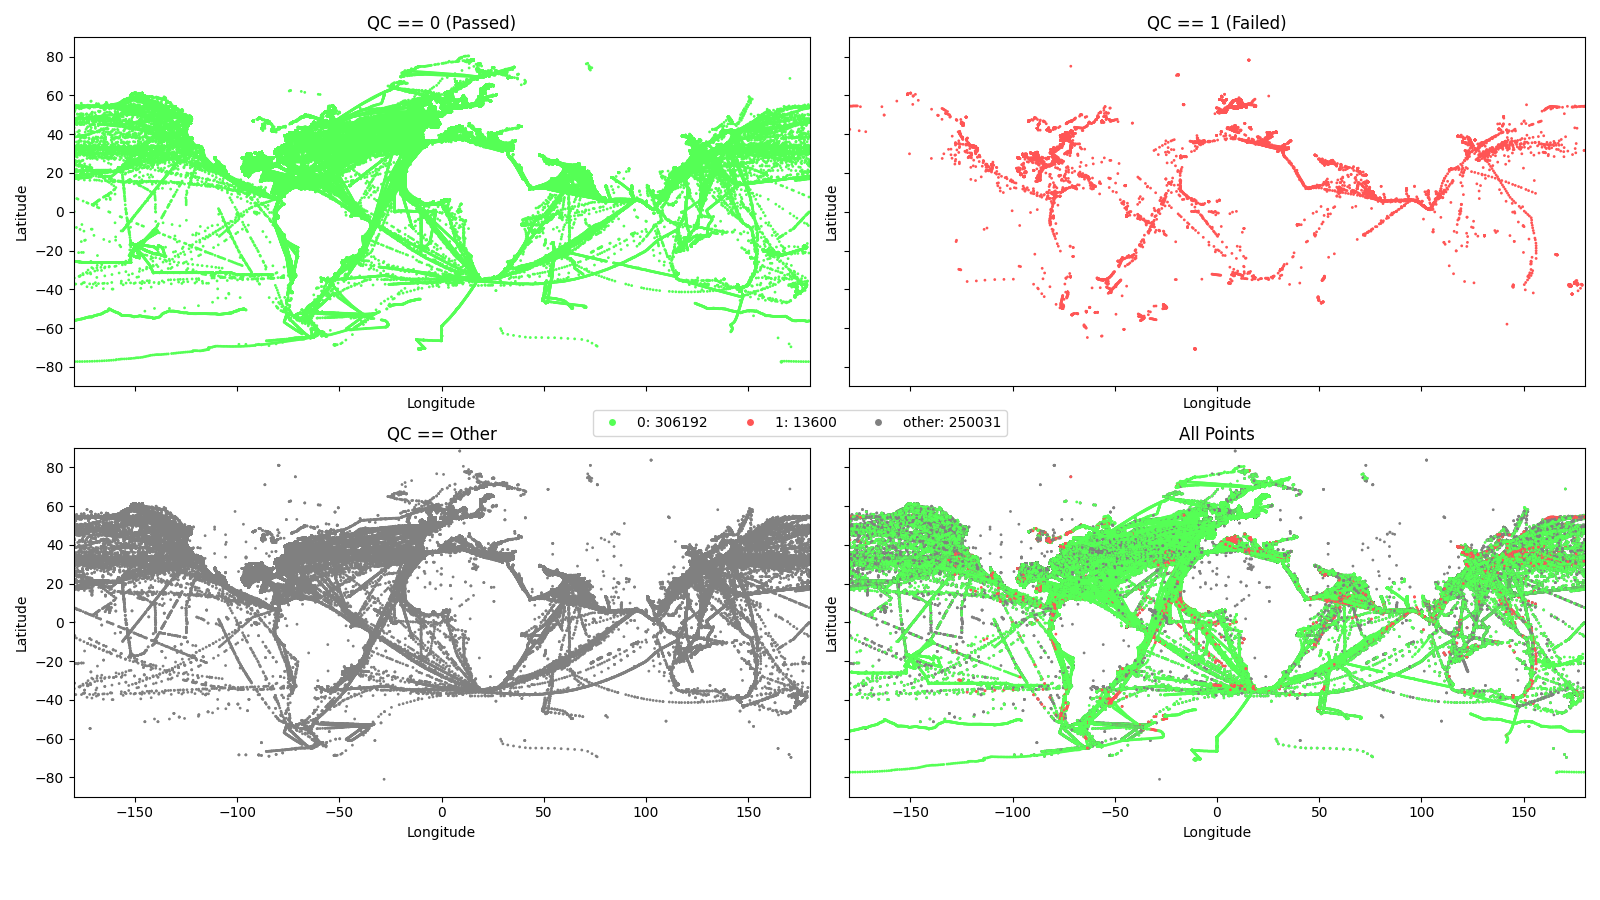 QC == 0 (Passed)
QC == 1 (Failed)
80
60
40
20
0
−20
−40
−60
−80
Latitude
Latitude
Longitude
Longitude
0: 306192 1: 13600 other: 250031
QC == Other
All Points
80
60
40
20
0
−20
−40
−60
−80
Latitude
Latitude
−150 −100 −50 0 50 100 150
−150 −100 −50 0 50 100 150
Longitude
Longitude